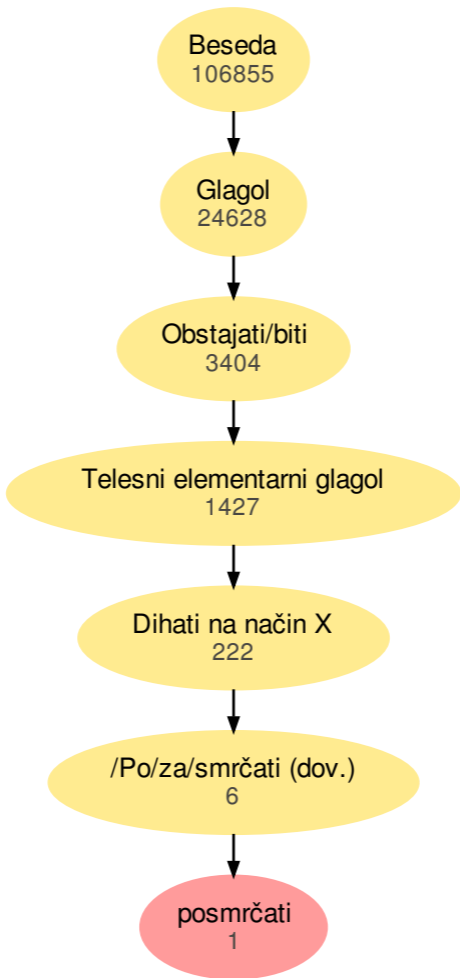 Beseda
106855
Glagol
24628
Obstajati/biti
3404
Telesni elementarni glagol
1427
Dihati na način X
222
/Po/za/smrčati (dov.)
6
posmrčati
1